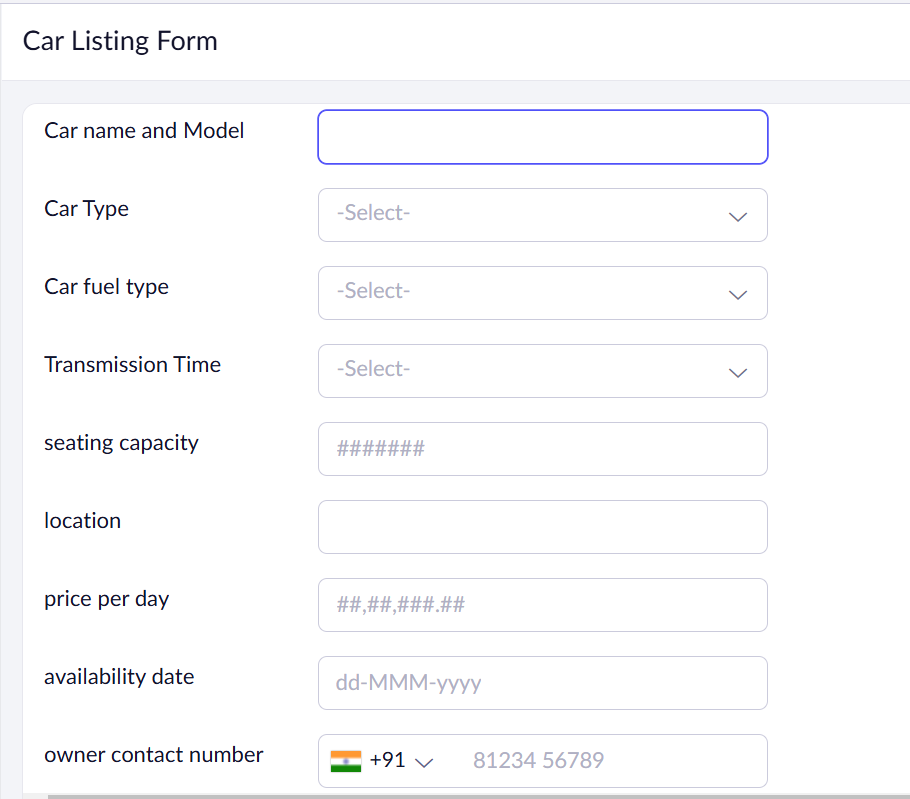 Car Listing Form
Car name and Model
Car Type
-Select-
Car fuel type
-Select-
Transmission Time
-Select-
seating capacity
#######
location
price per day
##,##,###.##
availability date
dd-MMM-yyyy
owner contact number
+91
81234 56789